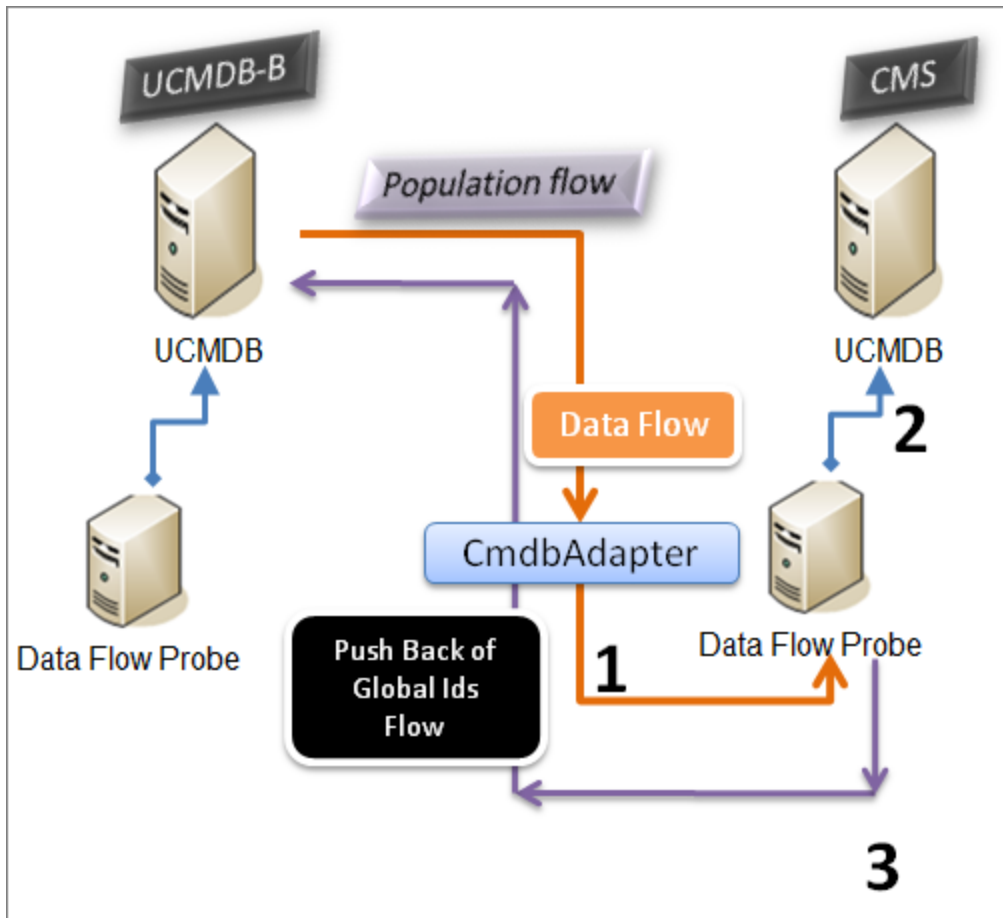 UCMDB-B
CMS
Population flow
UCMDB
UCMDB
Data Flow
2
CmdbAdapter
Data Flow Probe
Push Back of
Global Ids
Flow
1
Data Flow Probe
3